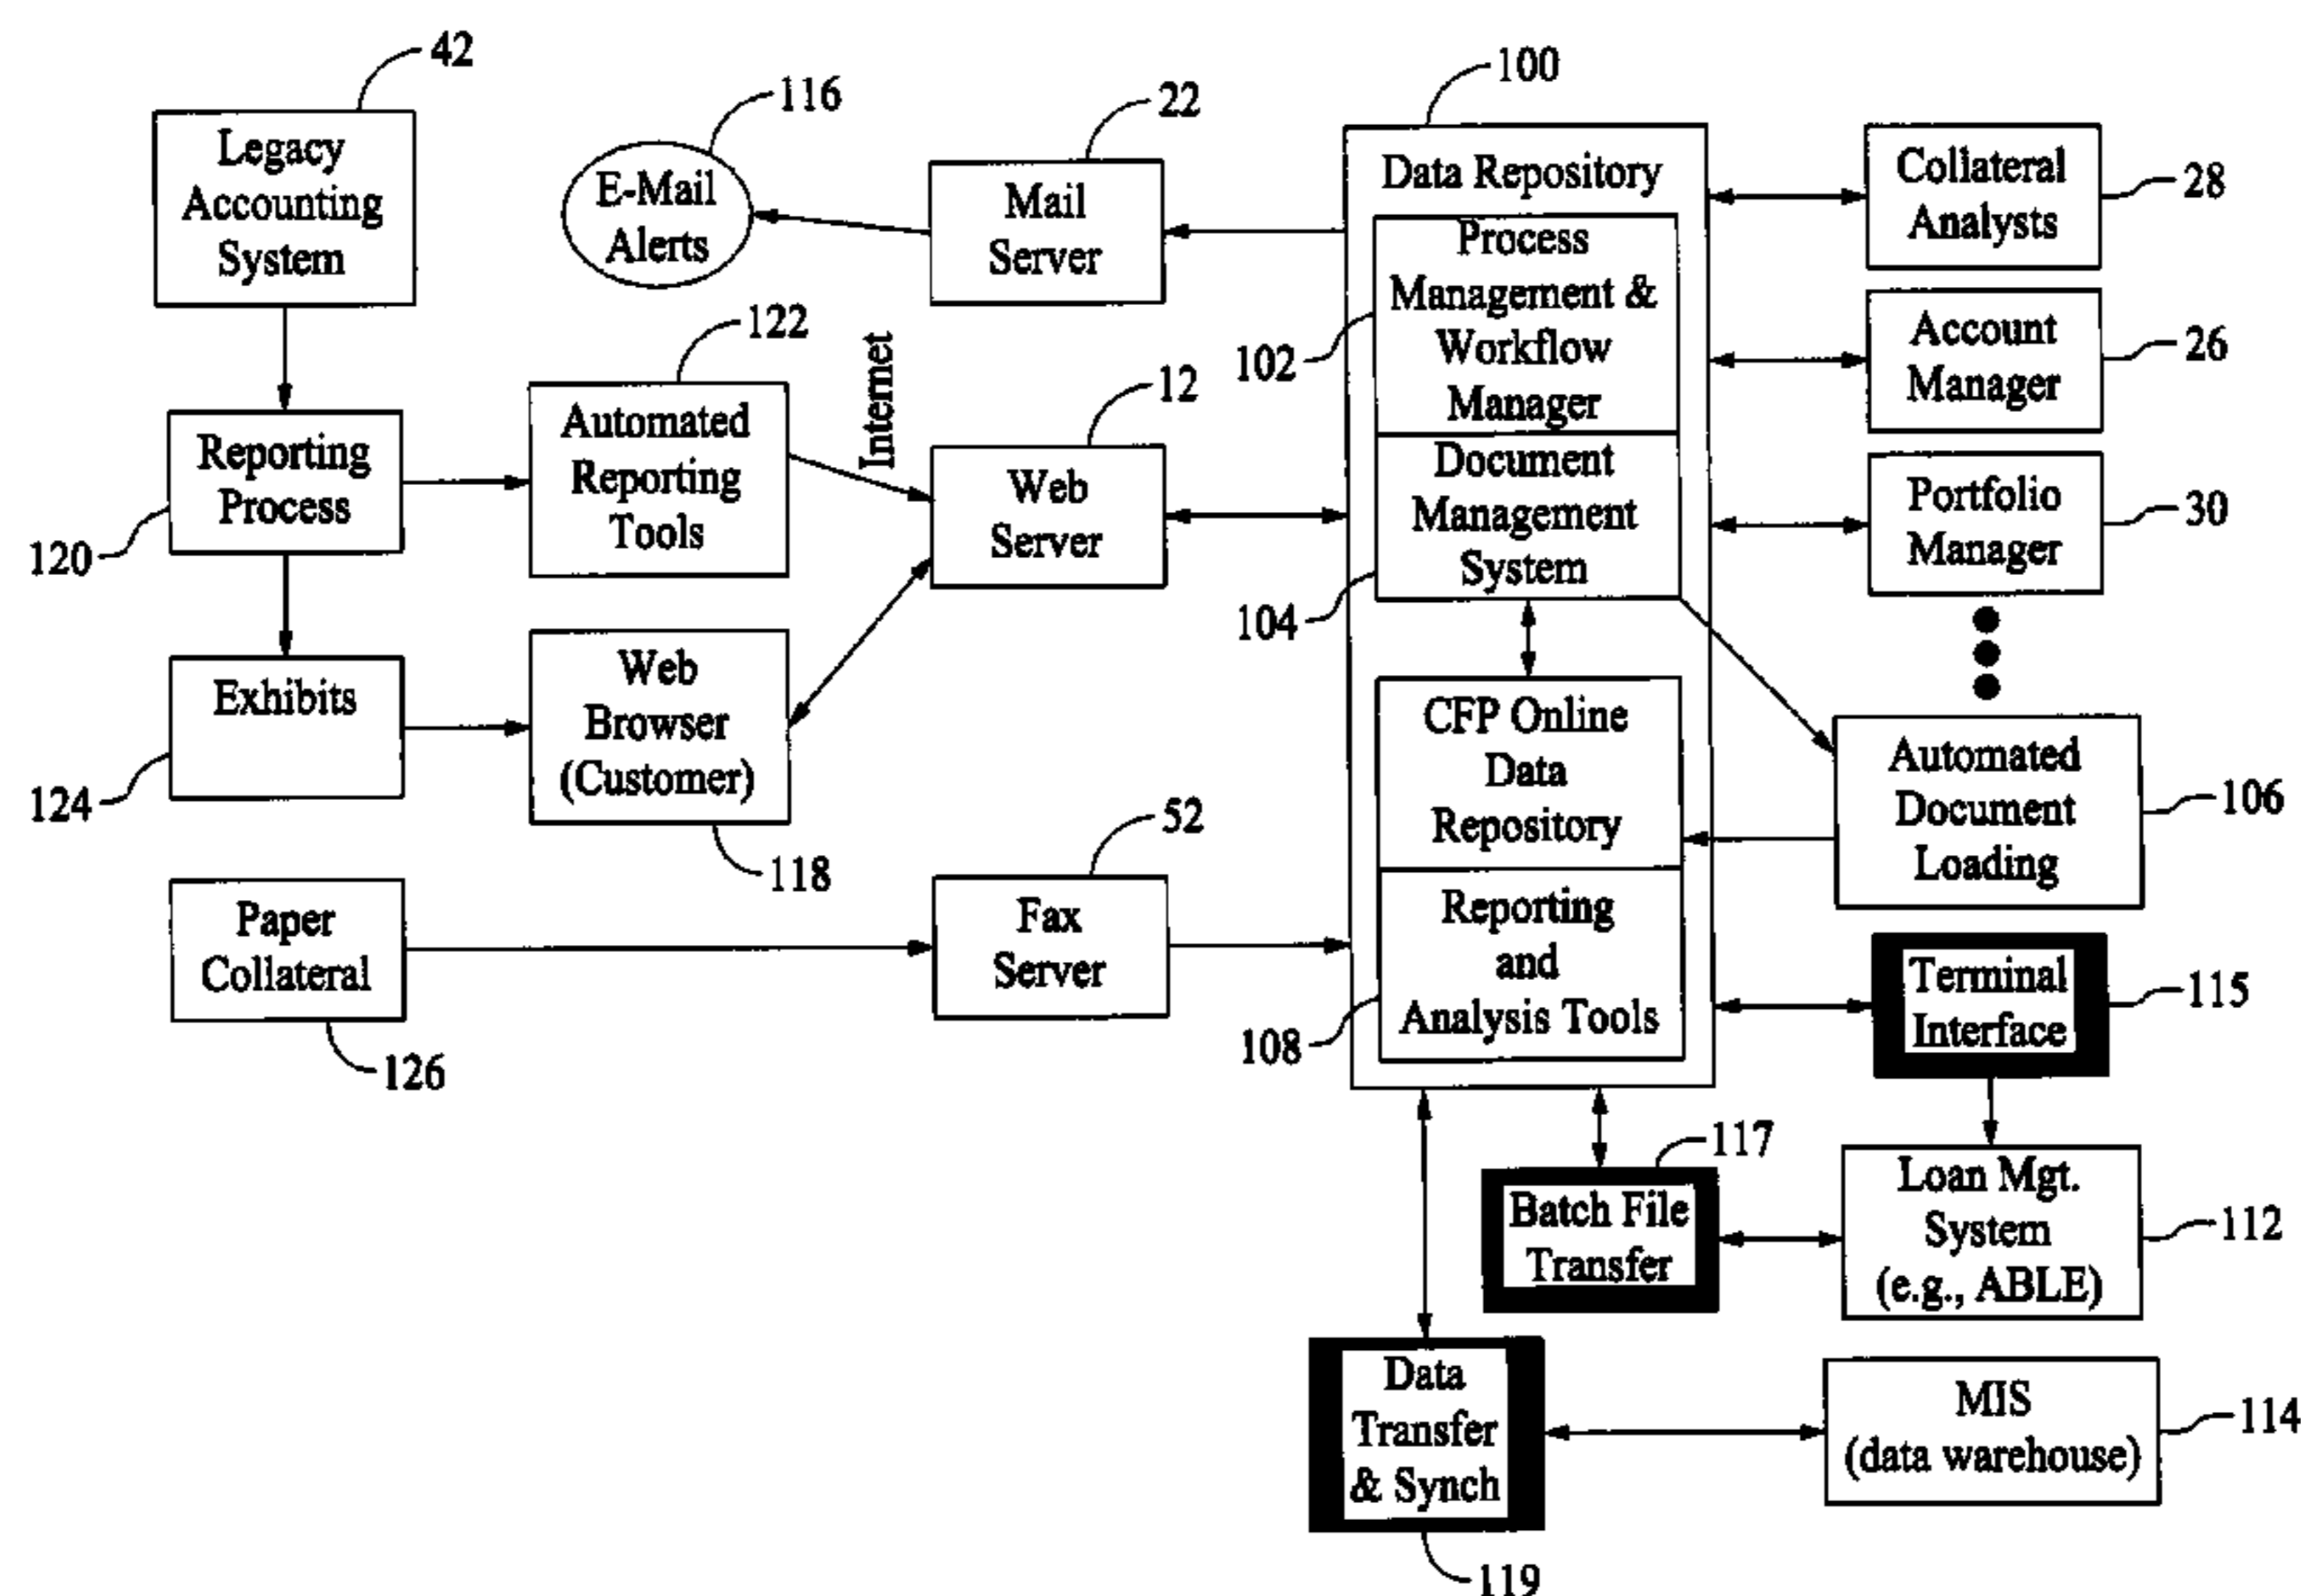 42
Legacy
Accounting
System
116
E-Mail
Alerts
22
Mail
Server
100
Data Repository
Process
Management &
Workflow
Manager
102
Document
Management
System
104
CFP Online
Data
Repository
Reporting
and
Analysis Tools
108
Collateral
Analysts
28
Account
Manager
26
Portfolio
Manager
30
Automated
Document
Loading
106
Terminal
Interface
115
Loan Mgt.
System
(e.g., ABLE)
112
MIS
(data warehouse)
114
Batch File
Transfer
117
Data
Transfer
& Synch
119
Reporting
Process
120
122
Automated
Reporting
Tools
Internet
12
Web
Server
Exhibits
124
Web
Browser
(Customer)
118
Paper
Collateral
126
52
Fax
Server